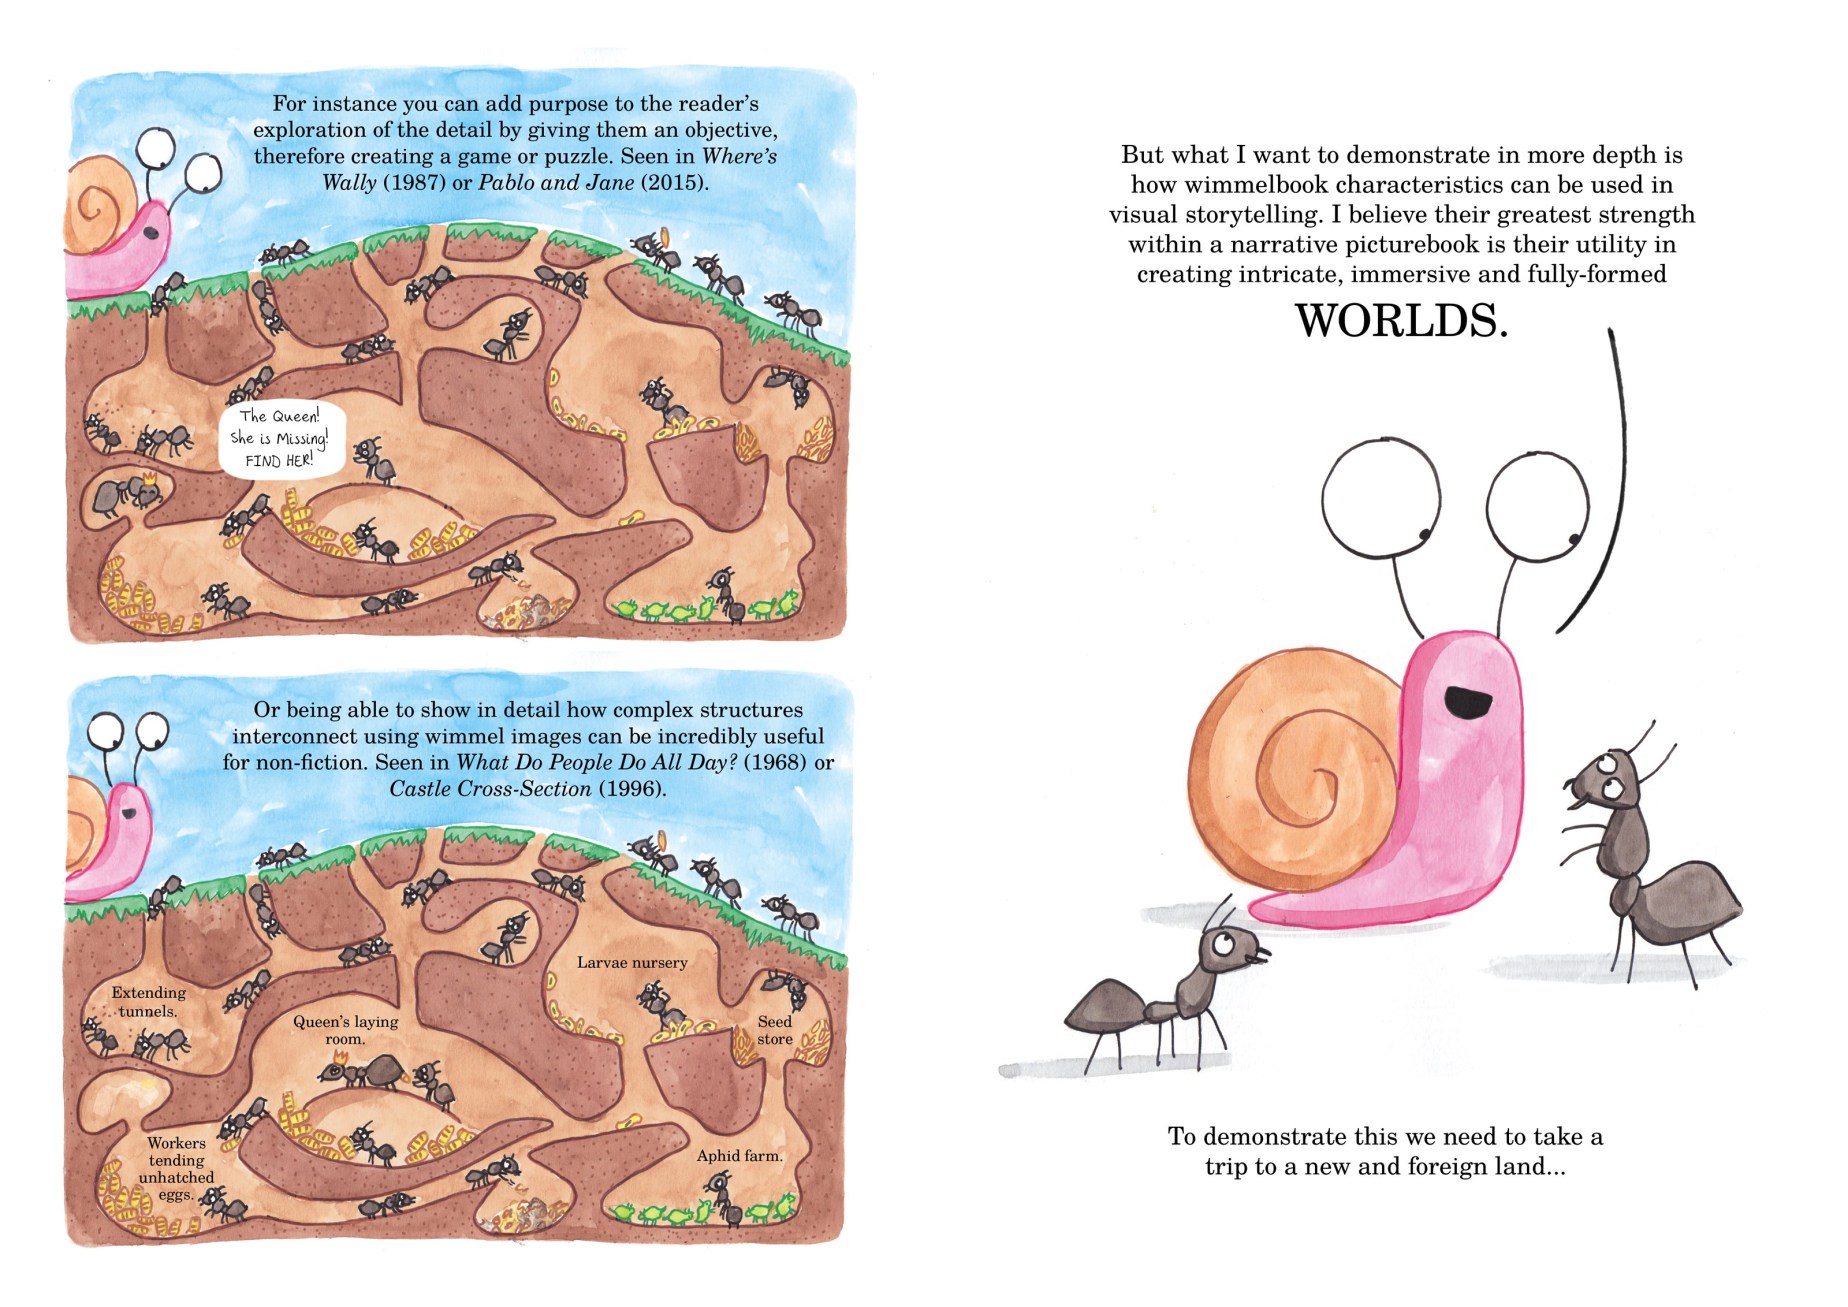 For instance you can add purpose to the reader's
exploration of the detail by giving them an objective,
therefore creating a game or puzzle. Seen in Where's
Wally (1987) or Pablo and Jane (2015).
The Queen!
She is Missing!
FIND HER!
Or being able to show in detail how complex structures
interconnect using wimmel images can be incredibly useful
for non-fiction. Seen in What Do People Do All Day? (1968) or
Castle Cross-Section (1996).
Larvae nursery
Extending
tunnels.
Queen's laying
room.
Seed
store
Workers
tending
unhatched
eggs.
Aphid farm.
But what I want to demonstrate in more depth is
how wimmelbook characteristics can be used in
visual storytelling. I believe their greatest strength
within a narrative picturebook is their utility in
creating intricate, immersive and fully-formed
WORLDS.
To demonstrate this we need to take a
trip to a new and foreign land...